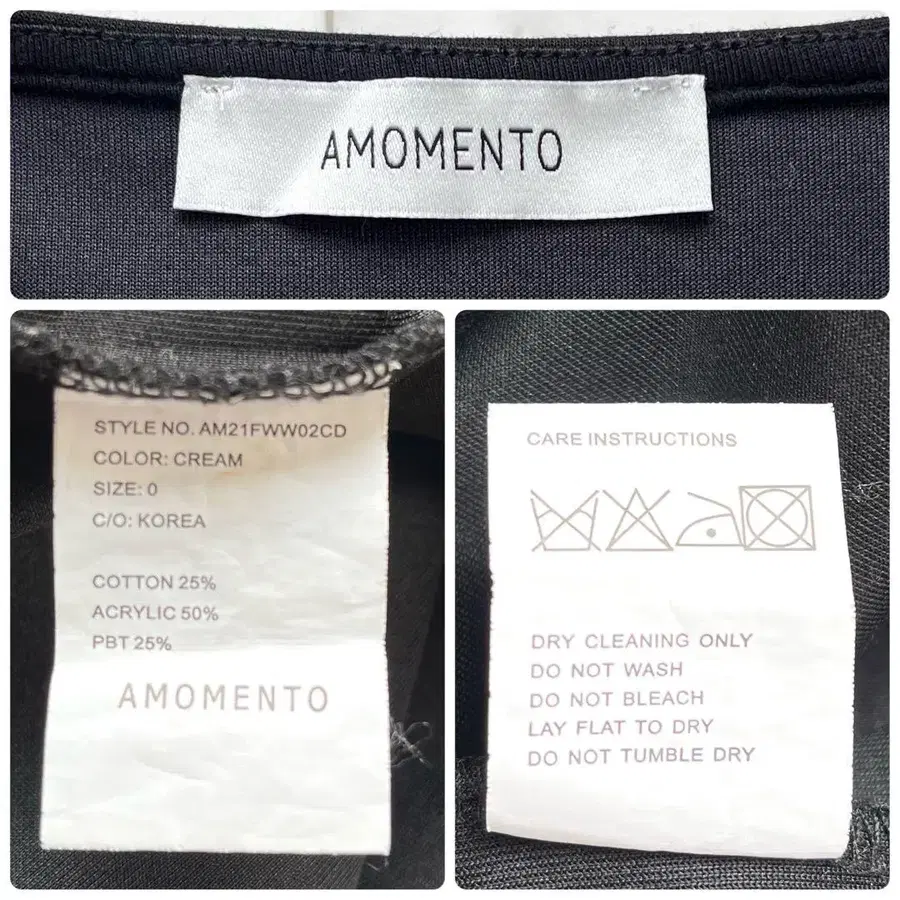 AMOMENTO
STYLE NO. AM21FWW02CD
COLOR: CREAM
SIZE: 0
C/O: KOREA
COTTON 25%
ACRYLIC 50%
PBT 25%
AMOMENTO
CARE INSTRUCTIONS
DRY CLEANING ONLY
DO NOT WASH
DO NOT BLEACH
LAY FLAT TO DRY
DO NOT TUMBLE DRY